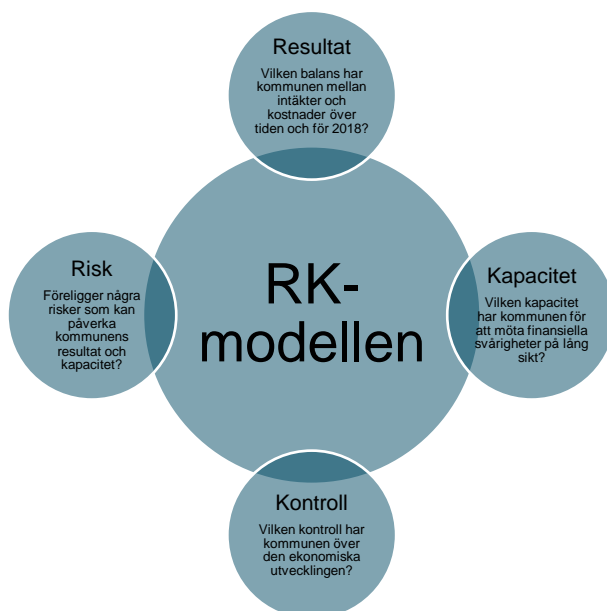 Resultat
Vilken balans har
kommunen mellan
intäkter och
kostnader över
tiden och för 2018?
Risk
Föreligger några
risker som kan
påverka
kommunens
resultat och
kapacitet?
RK-
modellen
Kapacitet
Vilken kapacitet
har kommunen för
att möta finansiella
svårigheter på lång
sikt?
Kontroll
Vilken kontroll har
kommunen över
den ekonomiska
utvecklingen?